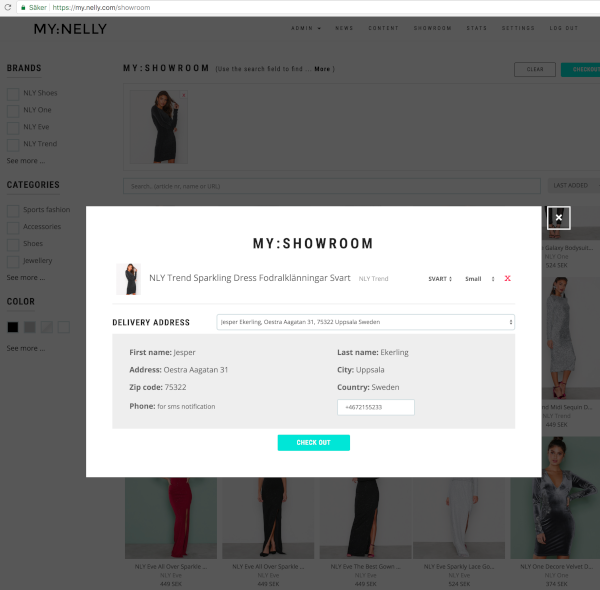 Säker | https://my.nelly.com/showroom
MY:NELLY
ADMIN NEWS CONTENT SHOWROOM STATS SETTINGS LOG OUT
BRANDS
NLY Shoes
NLY One
NLY Eve
NLY Trend
See more ...
MY:SHOWROOM [Use the search field to find ... More ]
CLEAR
Search.. (article nr, name or URL)
LAST ADDED
CATEGORIES
Sports fashion
Accessories
Shoes
Jewellery
See more ...
COLOR
See more ...
×
MY:SHOWROOM
NLY Trend Sparkling Dress Fodralklänningar Svart NLY Trend SVART Small X
DELIVERY ADDRESS
Jesper Ekerling, Oestra Aagatan 31, 75322 Uppsala Sweden
First name: Jesper
Last name: Ekerling
Address: Oestra Aagatan 31
City: Uppsala
Zip code: 75322
Country: Sweden
Phone: for sms notification
+4672155233
CHECK OUT
Galaxy Bodysuit...
NLY One
524 SEK
nd Midi Sequin D...
NLY Trend
449 SEK
NLY Eve All Over Sparkle ...
NLY Eve
449 SEK
NLY Eve All Over Sparkle ...
NLY Eve
449 SEK
NLY Eve The Best Gown ...
NLY Eve
449 SEK
NLY Eve Sparkly Lace Go...
NLY Eve
524 SEK
NLY One Decore Velvet D...
NLY One
374 SEK